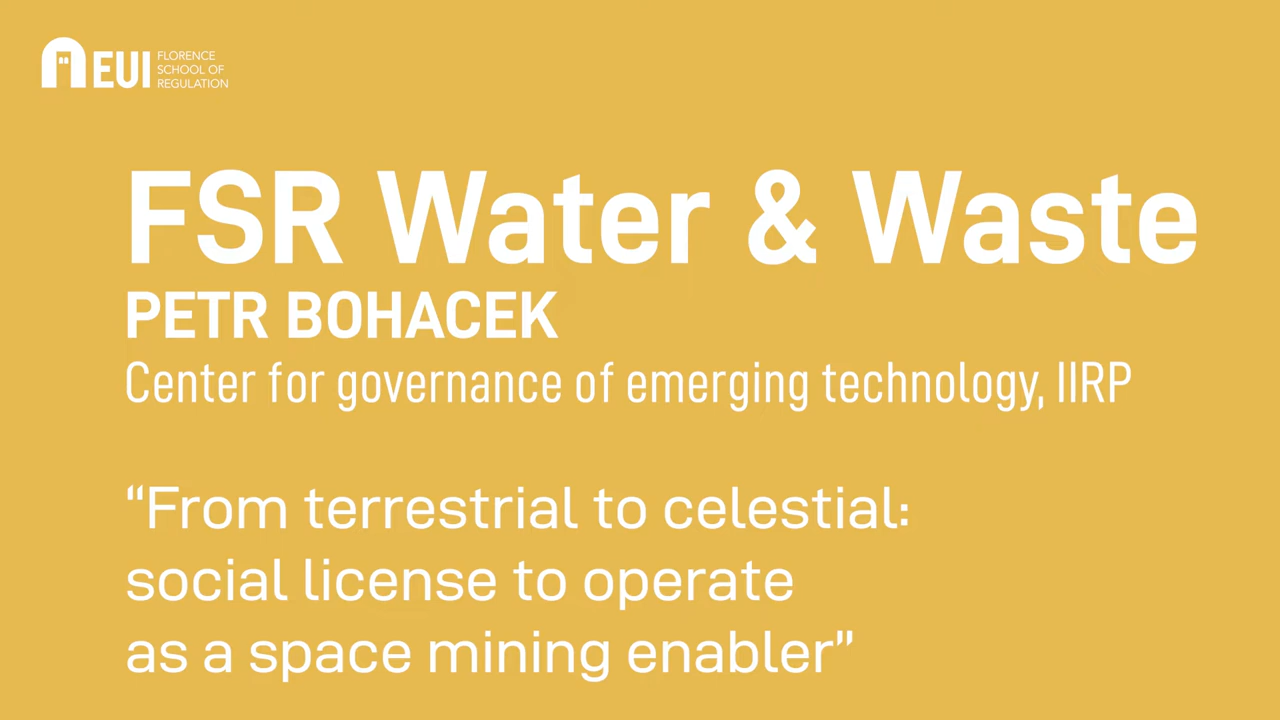 EUI
FLORENCE
SCHOOL OF
REGULATION
FSR Water & Waste
PETR BOHACEK
Center for governance of emerging technology, IIRP
“From terrestrial to celestial:
social license to operate
as a space mining enabler”